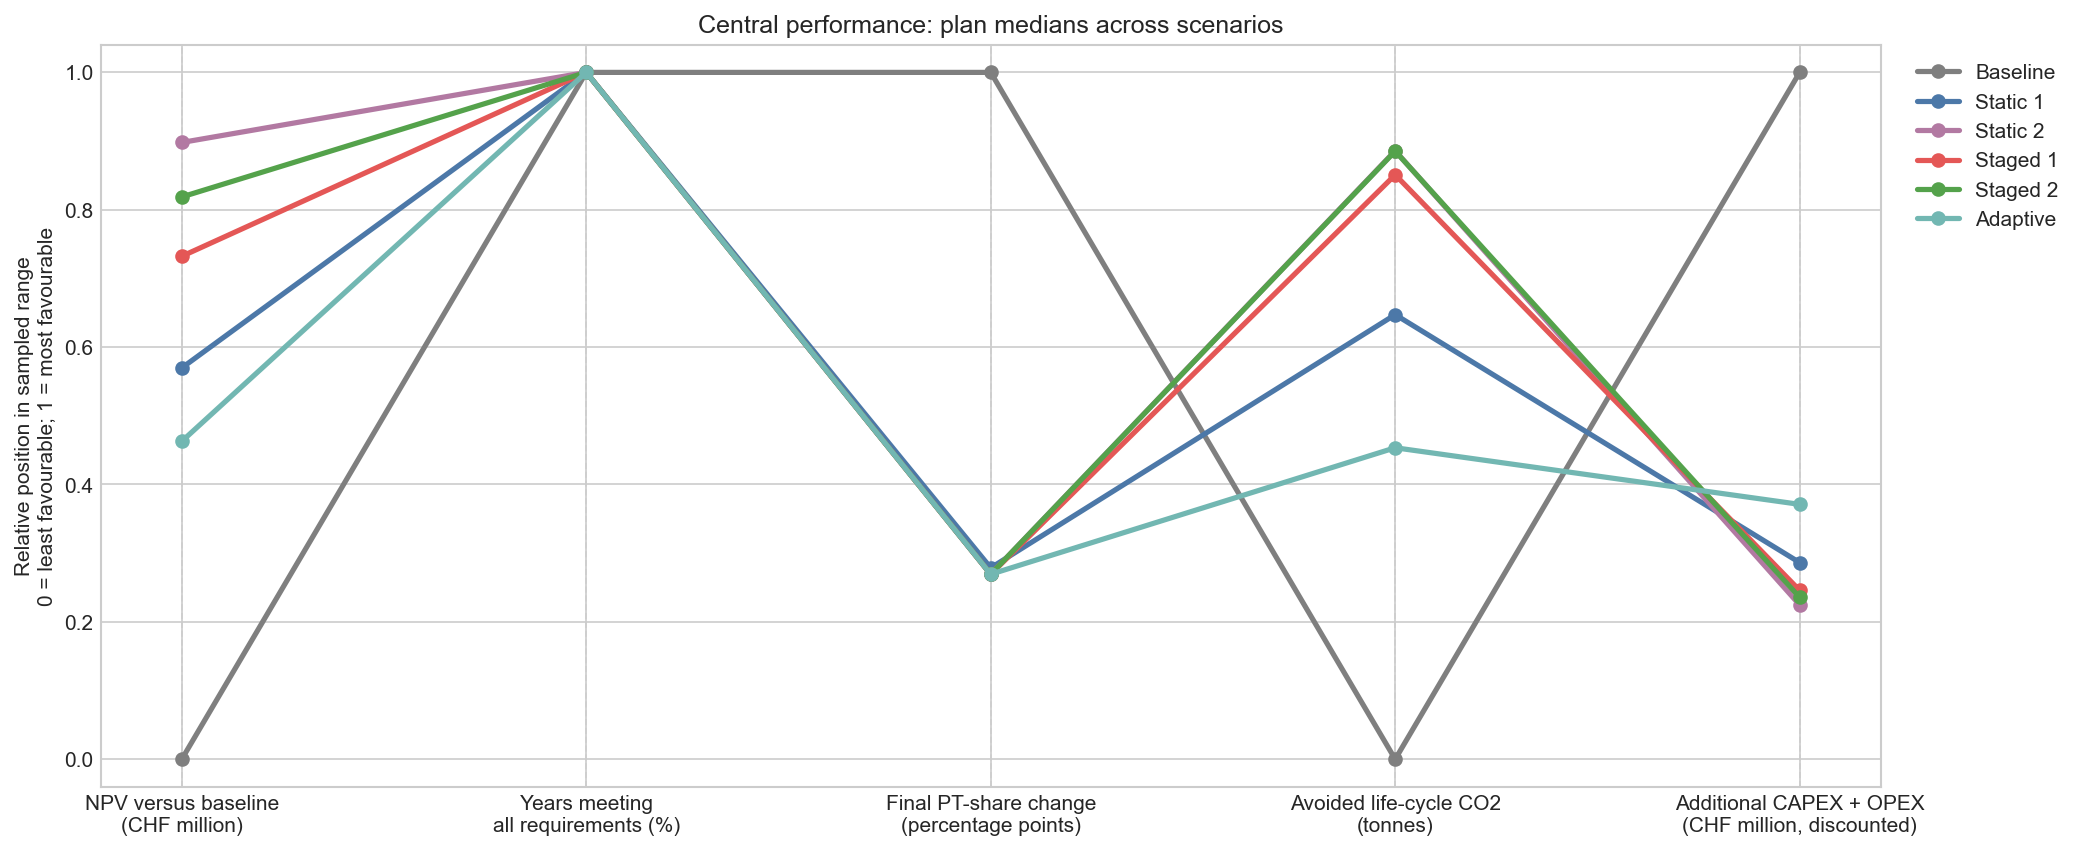 Central performance: plan medians across scenarios
Relative position in sampled range
0 = least favourable; 1 = most favourable
1.0
0.8
0.6
0.4
0.2
0.0
NPV versus baseline
(CHF million)
Years meeting
all requirements (%)
Final PT-share change
(percentage points)
Avoided life-cycle CO2
(tonnes)
Additional CAPEX + OPEX
(CHF million, discounted)
Baseline
Static 1
Static 2
Staged 1
Staged 2
Adaptive